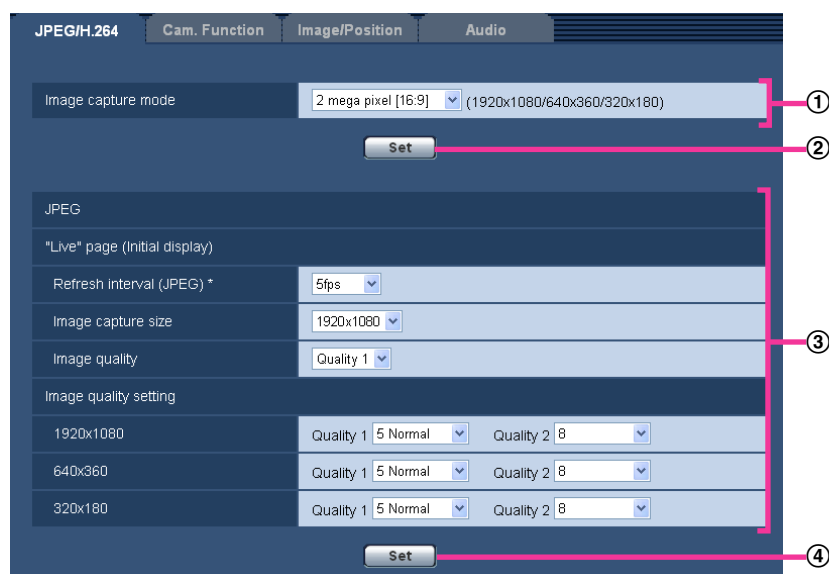 JPEG/H.264 Cam. Function Image/Position Audio
Image capture mode 2 mega pixel [16:9] (1920x1080/640x360/320x180) ①
Set ②
JPEG
"Live" page (Initial display)
Refresh interval (JPEG) * 5fps
Image capture size 1920x1080
Image quality Quality 1 ③
Image quality setting
1920x1080 Quality 1 5 Normal Quality 2 8
640x360 Quality 1 5 Normal Quality 2 8
320x180 Quality 1 5 Normal Quality 2 8
Set ④